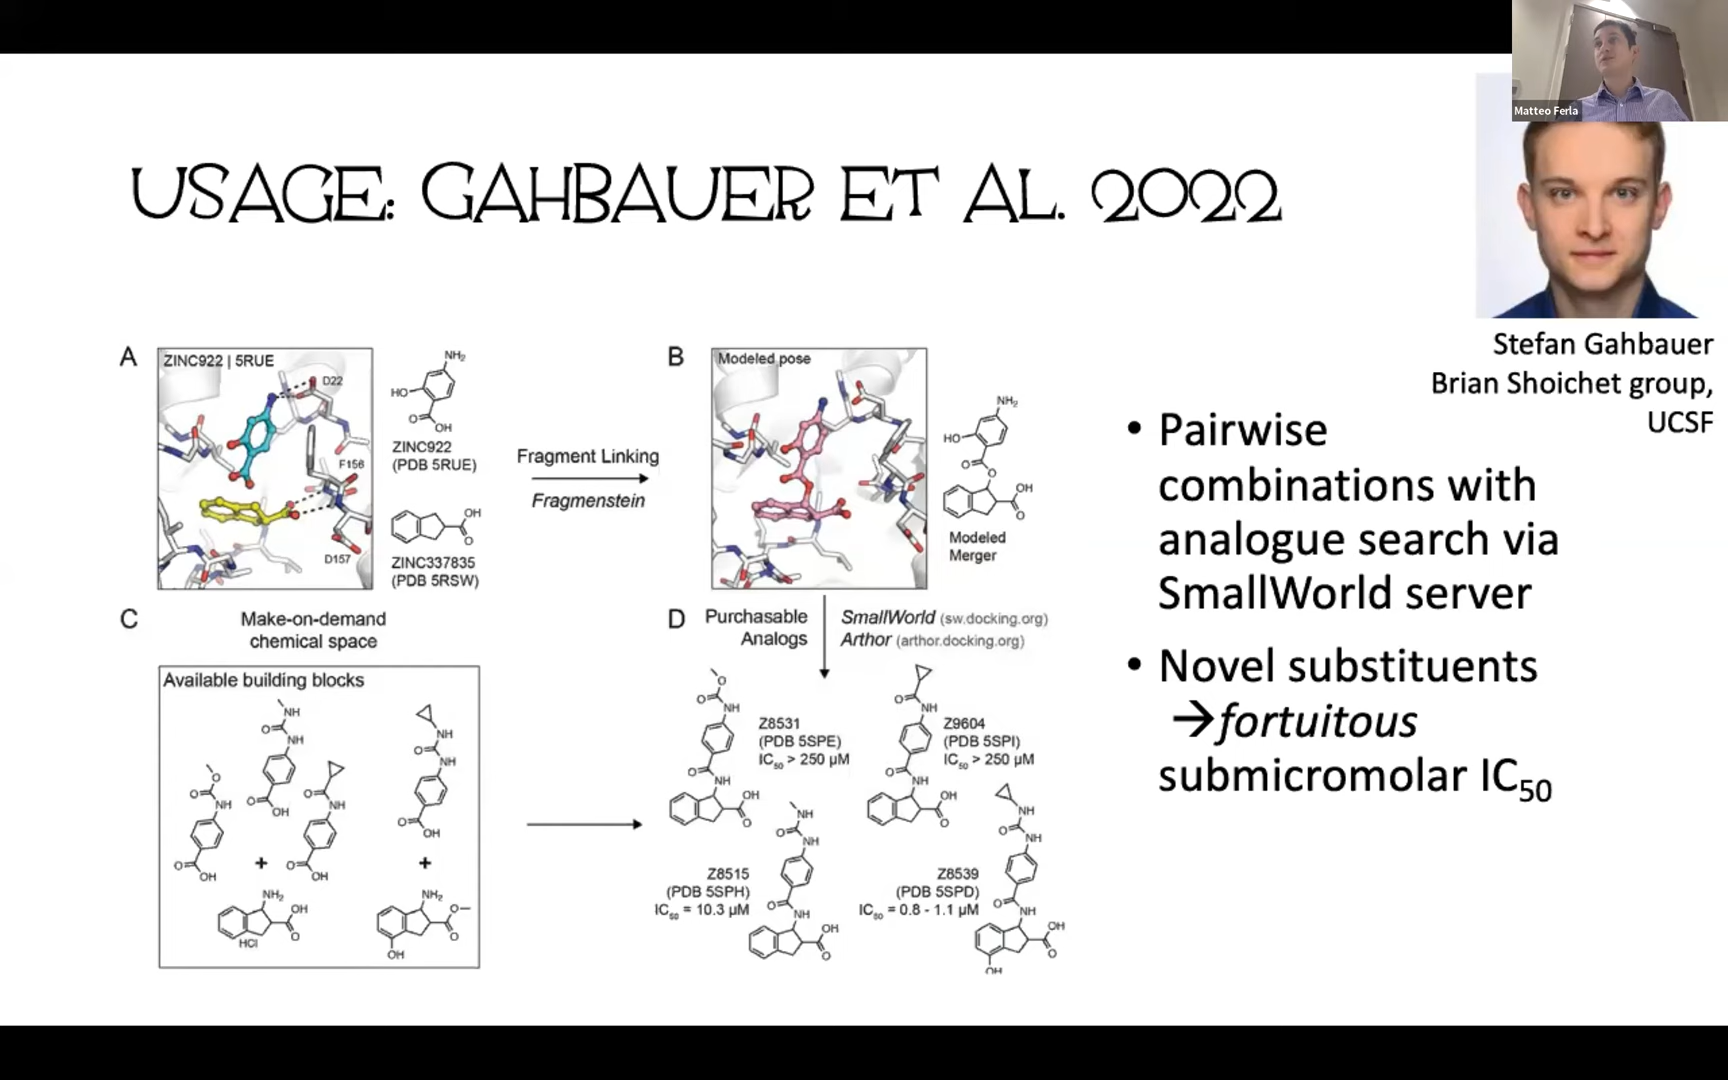 Matteo Ferla
USAGE: GAHBAUER ET AL. 2022
Stefan Gahbauer
Brian Shoichet group,
UCSF
A
ZINC922 | 5RUE
D22
F156
D157
NH₂
HO
O
OH
ZINC922
(PDB 5RUE)
OH
O
ZINC337835
(PDB 5RSW)
Fragment Linking
Fragmenstein
B
Modeled pose
NH₂
HO
O
O
OH
O
Modeled
Merger
C
Make-on-demand
chemical space
Available building blocks
NH
O
NH
O
OH
O
O
NH
O
OH
O
NH
O
OH
NH
O
NH
O
OH
+
+
NH₂
OH
O
HCl
NH₂
O
O
OH
D
Purchasable
Analogs
SmallWorld (sw.docking.org)
Arthor (arthor.docking.org)
O
O
NH
O
NH
OH
O
Z8531
(PDB 5SPE)
IC₅₀ > 250 µM
O
NH
O
NH
OH
O
Z9604
(PDB 5SPI)
IC₅₀ > 250 µM
NH
O
NH
O
NH
OH
O
Z8515
(PDB 5SPH)
IC₅₀ = 10.3 µM
NH
O
NH
O
NH
OH
O
OH
Z8539
(PDB 5SPD)
IC₅₀ = 0.8 - 1.1 µM
• Pairwise
combinations with
analogue search via
SmallWorld server
• Novel substituents
→fortuitous
submicromolar IC₅₀